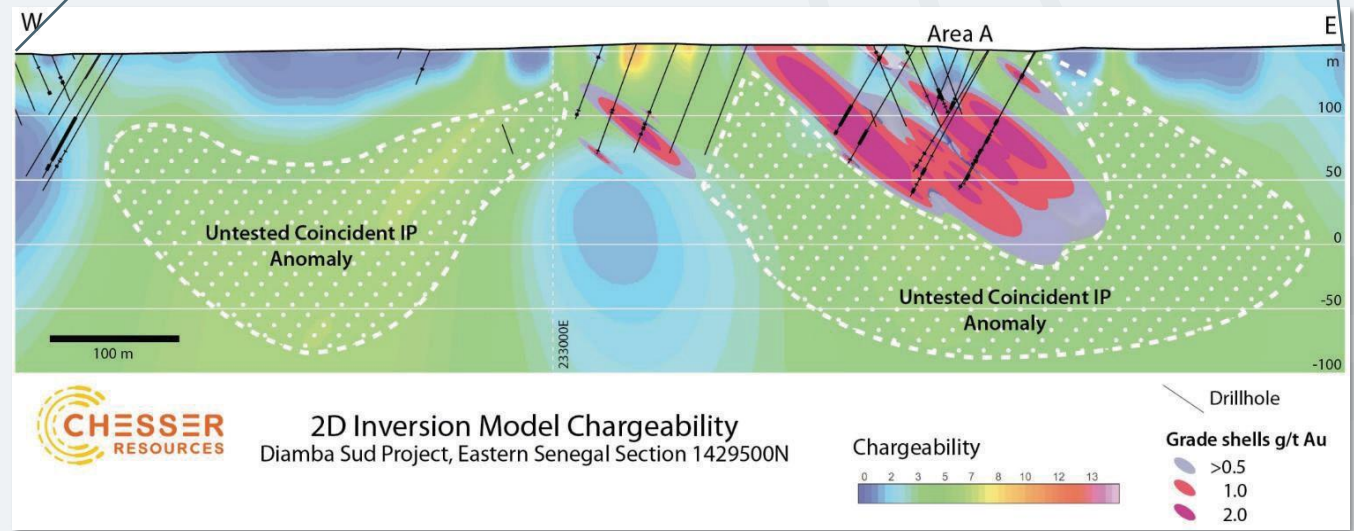 W
Area A
E
m
100
50
0
-50
-100
Untested Coincident IP
Anomaly
Untested Coincident IP
Anomaly
100 m
233000E
CHESSER
RESOURCES
2D Inversion Model Chargeability
Diamba Sud Project, Eastern Senegal Section 1429500N
Chargeability
0 2 3 5 6 7 8 10 12 13
Drillhole
Grade shells g/t Au
>0.5
1.0
2.0